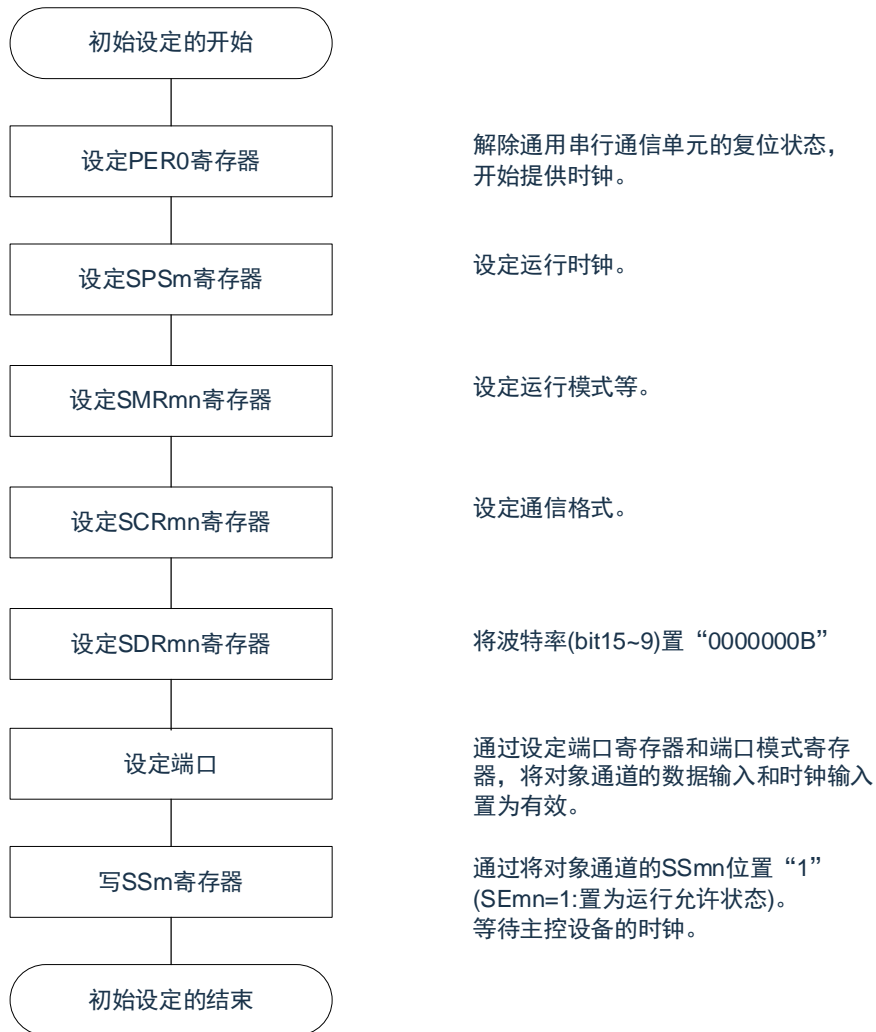 初始设定的开始
设定PER0寄存器
解除通用串行通信单元的复位状态，
开始提供时钟。
设定SPSm寄存器
设定运行时钟。
设定SMRmn寄存器
设定运行模式等。
设定SCRmn寄存器
设定通信格式。
设定SDRmn寄存器
将波特率(bit15~9)置“0000000B”
设定端口
通过设定端口寄存器和端口模式寄存
器，将对象通道的数据输入和时钟输入
置为有效。
写SSm寄存器
通过将对象通道的SSmn位置“1”
(SEmn=1:置为运行允许状态)。
等待主控设备的时钟。
初始设定的结束